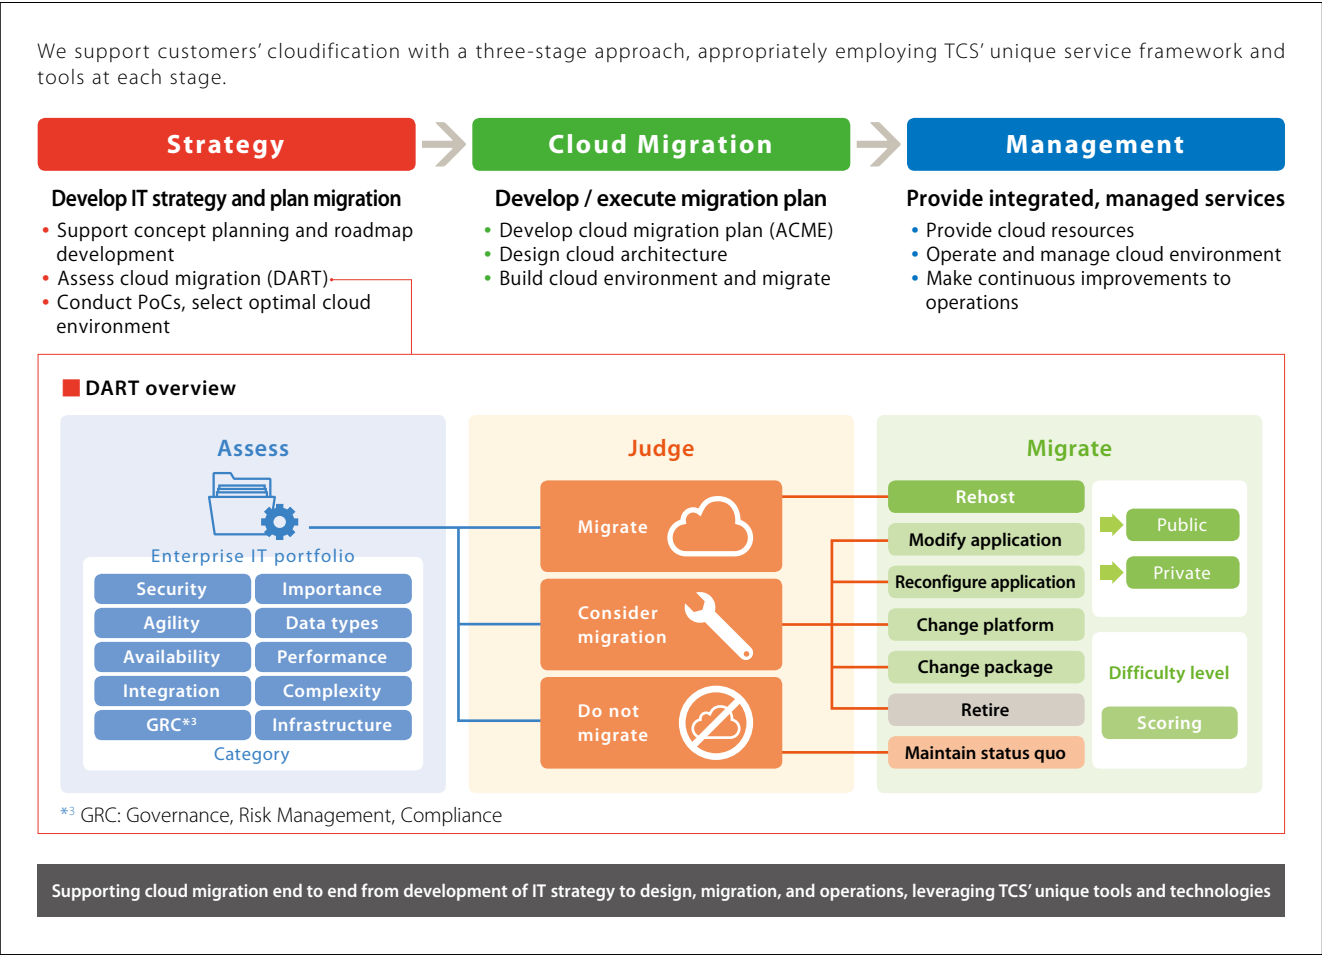 We support customers’ cloudification with a three-stage approach, appropriately employing TCS’ unique service framework and
tools at each stage.
Strategy
Develop IT strategy and plan migration
• Support concept planning and roadmap
development
• Assess cloud migration (DART)
• Conduct PoCs, select optimal cloud
environment
Cloud Migration
Develop / execute migration plan
• Develop cloud migration plan (ACME)
• Design cloud architecture
• Build cloud environment and migrate
Management
Provide integrated, managed services
• Provide cloud resources
• Operate and manage cloud environment
• Make continuous improvements to
operations
DART overview
Assess
Enterprise IT portfolio
Security
Importance
Agility
Data types
Availability
Performance
Integration
Complexity
GRC*3
Infrastructure
Category
Judge
Migrate
Consider
migration
Do not
migrate
Migrate
Rehost
Modify application
Reconfigure application
Change platform
Change package
Retire
Maintain status quo
Public
Private
Difficulty level
Scoring
*3 GRC: Governance, Risk Management, Compliance
Supporting cloud migration end to end from development of IT strategy to design, migration, and operations, leveraging TCS’ unique tools and technologies